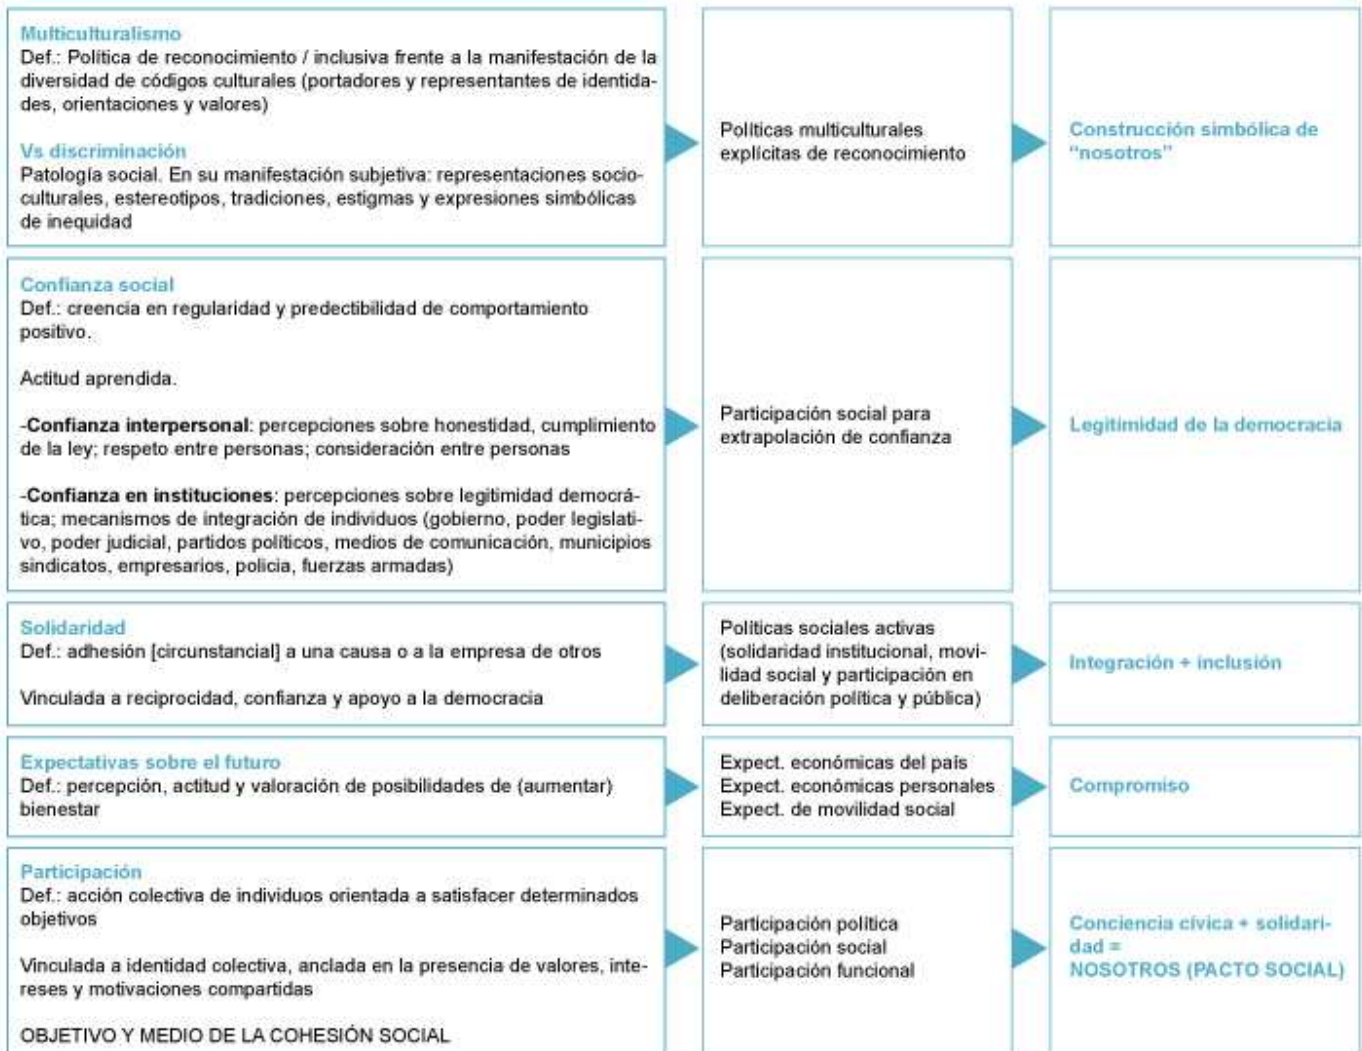 Multiculturalismo
Def.: Política de reconocimiento / inclusiva frente a la manifestación de la
diversidad de códigos culturales (portadores y representantes de identida-
des, orientaciones y valores)
Vs discriminación
Patología social. En su manifestación subjetiva: representaciones socio-
culturales, estereotipos, tradiciones, estigmas y expresiones simbólicas
de inequidad
Políticas multiculturales
explícitas de reconocimiento
Construcción simbólica de
“nosotros”
Confianza social
Def.: creencia en regularidad y predectibilidad de comportamiento
positivo.
Actitud aprendida.
-Confianza interpersonal: percepciones sobre honestidad, cumplimiento
de la ley; respeto entre personas; consideración entre personas
-Confianza en instituciones: percepciones sobre legitimidad democrá-
tica; mecanismos de integración de individuos (gobierno, poder legislati-
vo, poder judicial, partidos políticos, medios de comunicación, municipios
sindicatos, empresarios, policia, fuerzas armadas)
Participación social para
extrapolación de confianza
Legitimidad de la democracia
Solidaridad
Def.: adhesión [circunstancial] a una causa o a la empresa de otros
Vinculada a reciprocidad, confianza y apoyo a la democracia
Políticas sociales activas
(solidaridad institucional, movi-
lidad social y participación en
deliberación política y pública)
Integración + inclusión
Expectativas sobre el futuro
Def.: percepción, actitud y valoración de posibilidades de (aumentar)
bienestar
Expect. económicas del país
Expect. económicas personales
Expect. de movilidad social
Compromiso
Participación
Def.: acción colectiva de individuos orientada a satisfacer determinados
objetivos
Vinculada a identidad colectiva, anclada en la presencia de valores, inte-
reses y motivaciones compartidas
OBJETIVO Y MEDIO DE LA COHESIÓN SOCIAL
Participación política
Participación social
Participación funcional
Conciencia cívica + solidari-
dad =
NOSOTROS (PACTO SOCIAL)